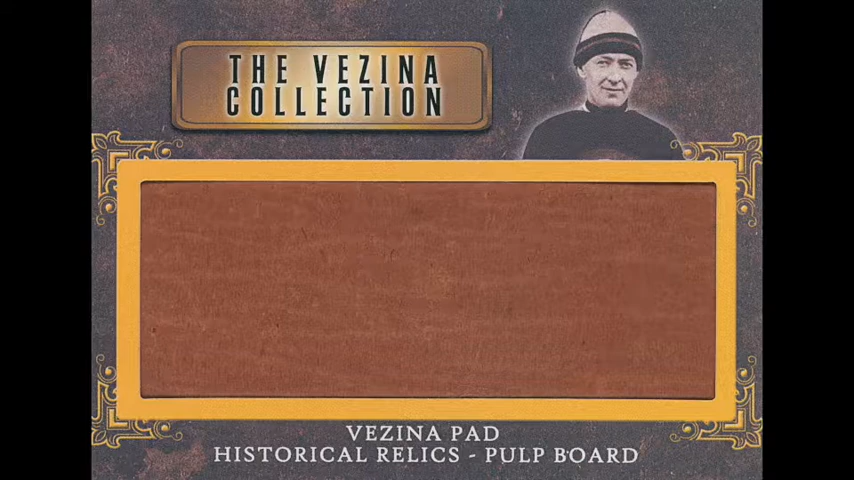 THE VEZINA
COLLECTION
VEZINA PAD
HISTORICAL RELICS - PULP BOARD